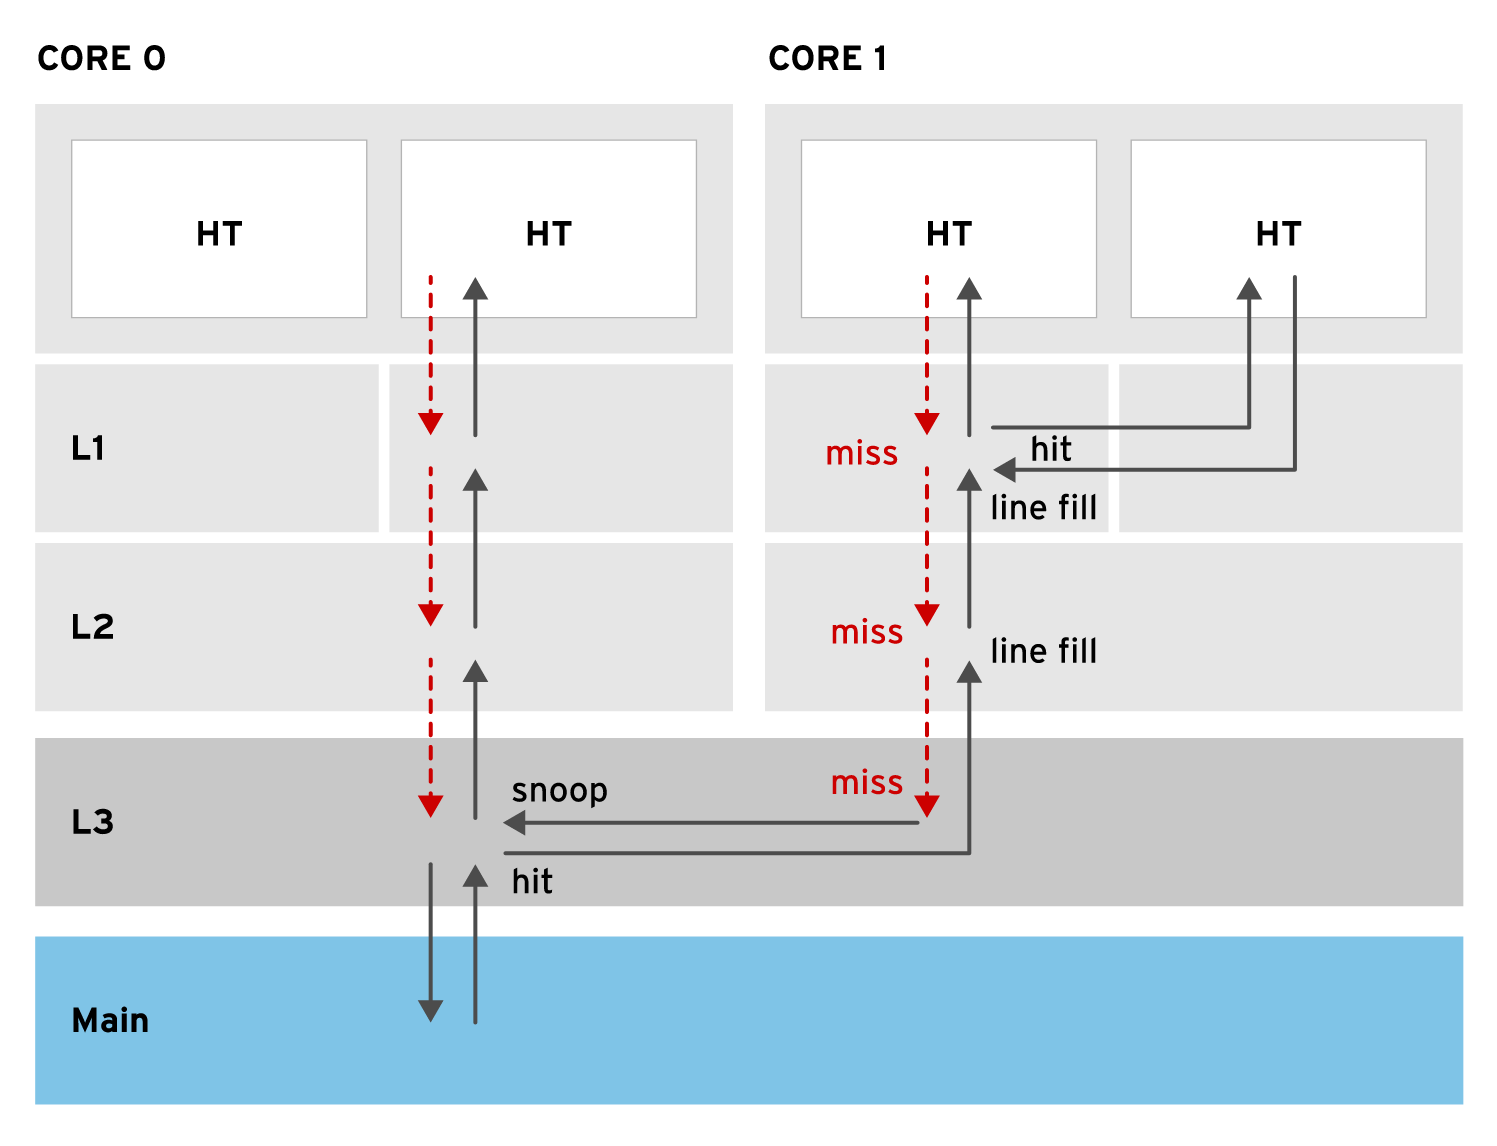 CORE 0
CORE 1
HT
HT
HT
HT
L1
miss
hit
line fill
L2
miss
line fill
L3
snoop
miss
hit
Main